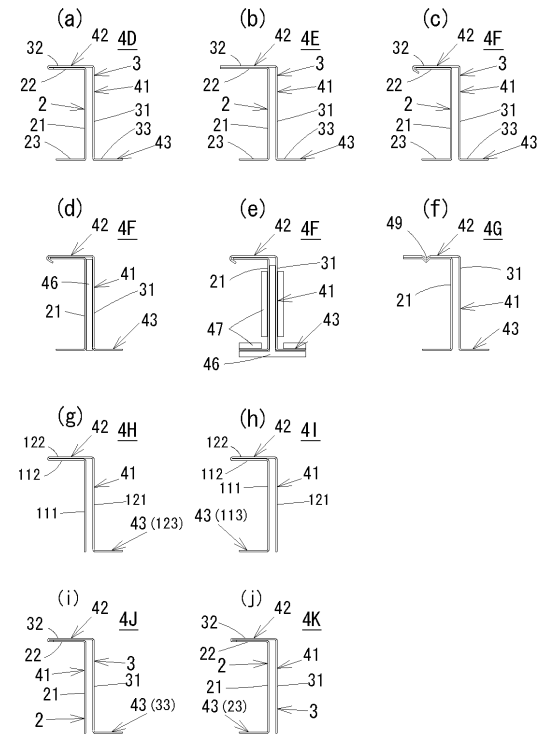 (a) (b) (c)
32 42 4D 32 42 4E 32 42 4F
22 3 22 3 22 3
41 41 41
2 2 2
21 31 21 31 21 31
23 33 43 23 33 43 23 33 43
(d) (e) (f)
42 4F 42 4F 49 42 4G
21 31 31
46 41 41 21
21 31 47 41
43 43 43
46
(g) (h)
122 42 4H 122 42 4I
112 41 112 41
111 121 111 121
43 (123) 43 (113)
(i) (j)
32 42 4J 32 42 4K
22 22
41 3 2 41
21 31 21 31
43 (33) 43 (23)
2 3